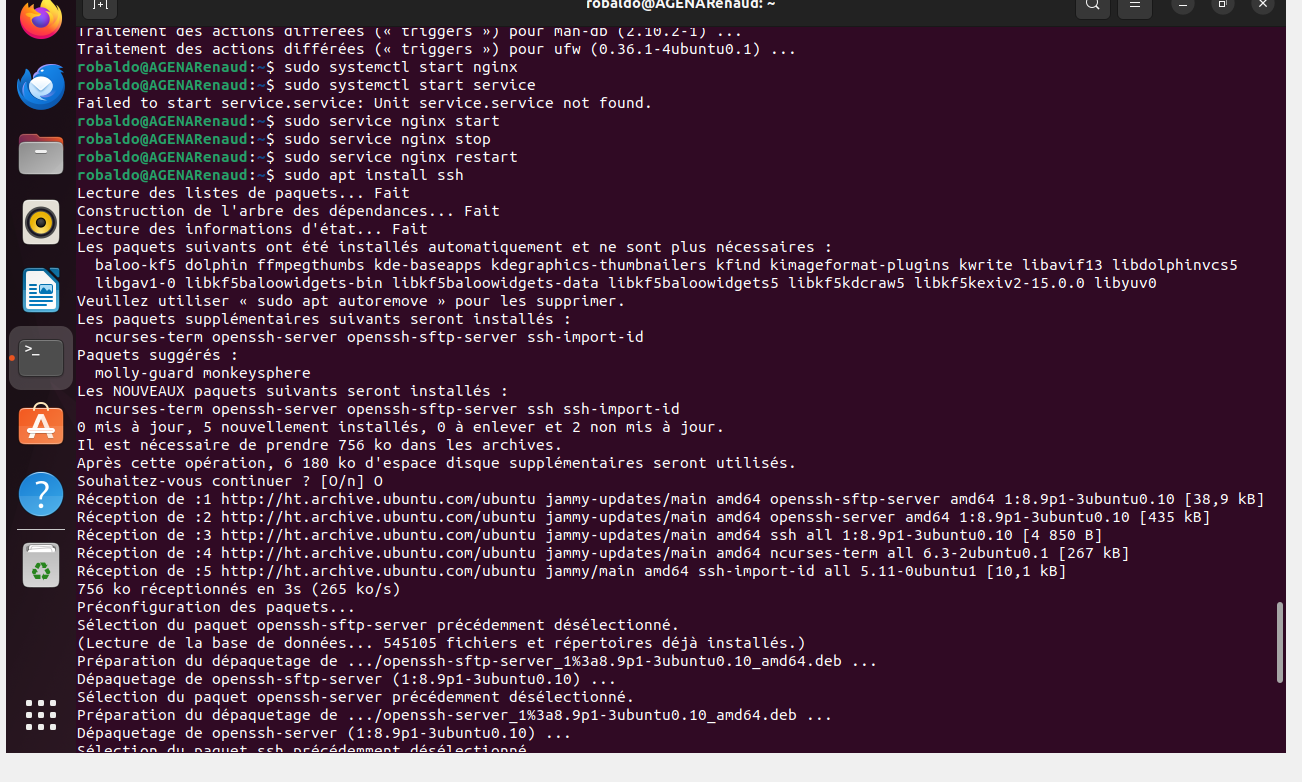 robaldo@AGENARenaud: ~
Traitement des actions différées (« triggers ») pour man-db (2.10.2-1) ...
Traitement des actions différées (« triggers ») pour ufw (0.36.1-4ubuntu0.1) ...
robaldo@AGENARenaud:~$ sudo systemctl start nginx
robaldo@AGENARenaud:~$ sudo systemctl start service
Failed to start service.service: Unit service.service not found.
robaldo@AGENARenaud:~$ sudo service nginx start
robaldo@AGENARenaud:~$ sudo service nginx stop
robaldo@AGENARenaud:~$ sudo service nginx restart
robaldo@AGENARenaud:~$ sudo apt install ssh
Lecture des listes de paquets... Fait
Construction de l'arbre des dépendances... Fait
Lecture des informations d'état... Fait
Les paquets suivants ont été installés automatiquement et ne sont plus nécessaires :
baloo-kf5 dolphin ffmpegthumbs kde-baseapps kdegraphics-thumbnailers kfind kimageformat-plugins kwrite libavif13 libdolphinvcs5
libgav1-0 libkf5baloowidgets-bin libkf5baloowidgets-data libkf5baloowidgets5 libkf5kdcraw5 libkf5kexiv2-15.0.0 libyuv0
Veuillez utiliser « sudo apt autoremove » pour les supprimer.
Les paquets supplémentaires suivants seront installés :
ncurses-term openssh-server openssh-sftp-server ssh-import-id
Paquets suggérés :
molly-guard monkeysphere
Les NOUVEAUX paquets suivants seront installés :
ncurses-term openssh-server openssh-sftp-server ssh ssh-import-id
0 mis à jour, 5 nouvellement installés, 0 à enlever et 2 non mis à jour.
Il est nécessaire de prendre 756 ko dans les archives.
Après cette opération, 6 180 ko d'espace disque supplémentaires seront utilisés.
Souhaitez-vous continuer ? [O/n] O
Réception de :1 http://ht.archive.ubuntu.com/ubuntu jammy-updates/main amd64 openssh-sftp-server amd64 1:8.9p1-3ubuntu0.10 [38,9 kB]
Réception de :2 http://ht.archive.ubuntu.com/ubuntu jammy-updates/main amd64 openssh-server amd64 1:8.9p1-3ubuntu0.10 [435 kB]
Réception de :3 http://ht.archive.ubuntu.com/ubuntu jammy-updates/main amd64 ssh all 1:8.9p1-3ubuntu0.10 [4 850 B]
Réception de :4 http://ht.archive.ubuntu.com/ubuntu jammy-updates/main amd64 ncurses-term all 6.3-2ubuntu0.1 [267 kB]
Réception de :5 http://ht.archive.ubuntu.com/ubuntu jammy/main amd64 ssh-import-id all 5.11-0ubuntu1 [10,1 kB]
756 ko réceptionnés en 3s (265 ko/s)
Préconfiguration des paquets...
Sélection du paquet openssh-sftp-server précédemment désélectionné.
(Lecture de la base de données... 545105 fichiers et répertoires déjà installés.)
Préparation du dépaquetage de .../openssh-sftp-server_1%3a8.9p1-3ubuntu0.10_amd64.deb ...
Dépaquetage de openssh-sftp-server (1:8.9p1-3ubuntu0.10) ...
Sélection du paquet openssh-server précédemment désélectionné.
Préparation du dépaquetage de .../openssh-server_1%3a8.9p1-3ubuntu0.10_amd64.deb ...
Dépaquetage de openssh-server (1:8.9p1-3ubuntu0.10) ...
Sélection du paquet ssh précédemment désélectionné.